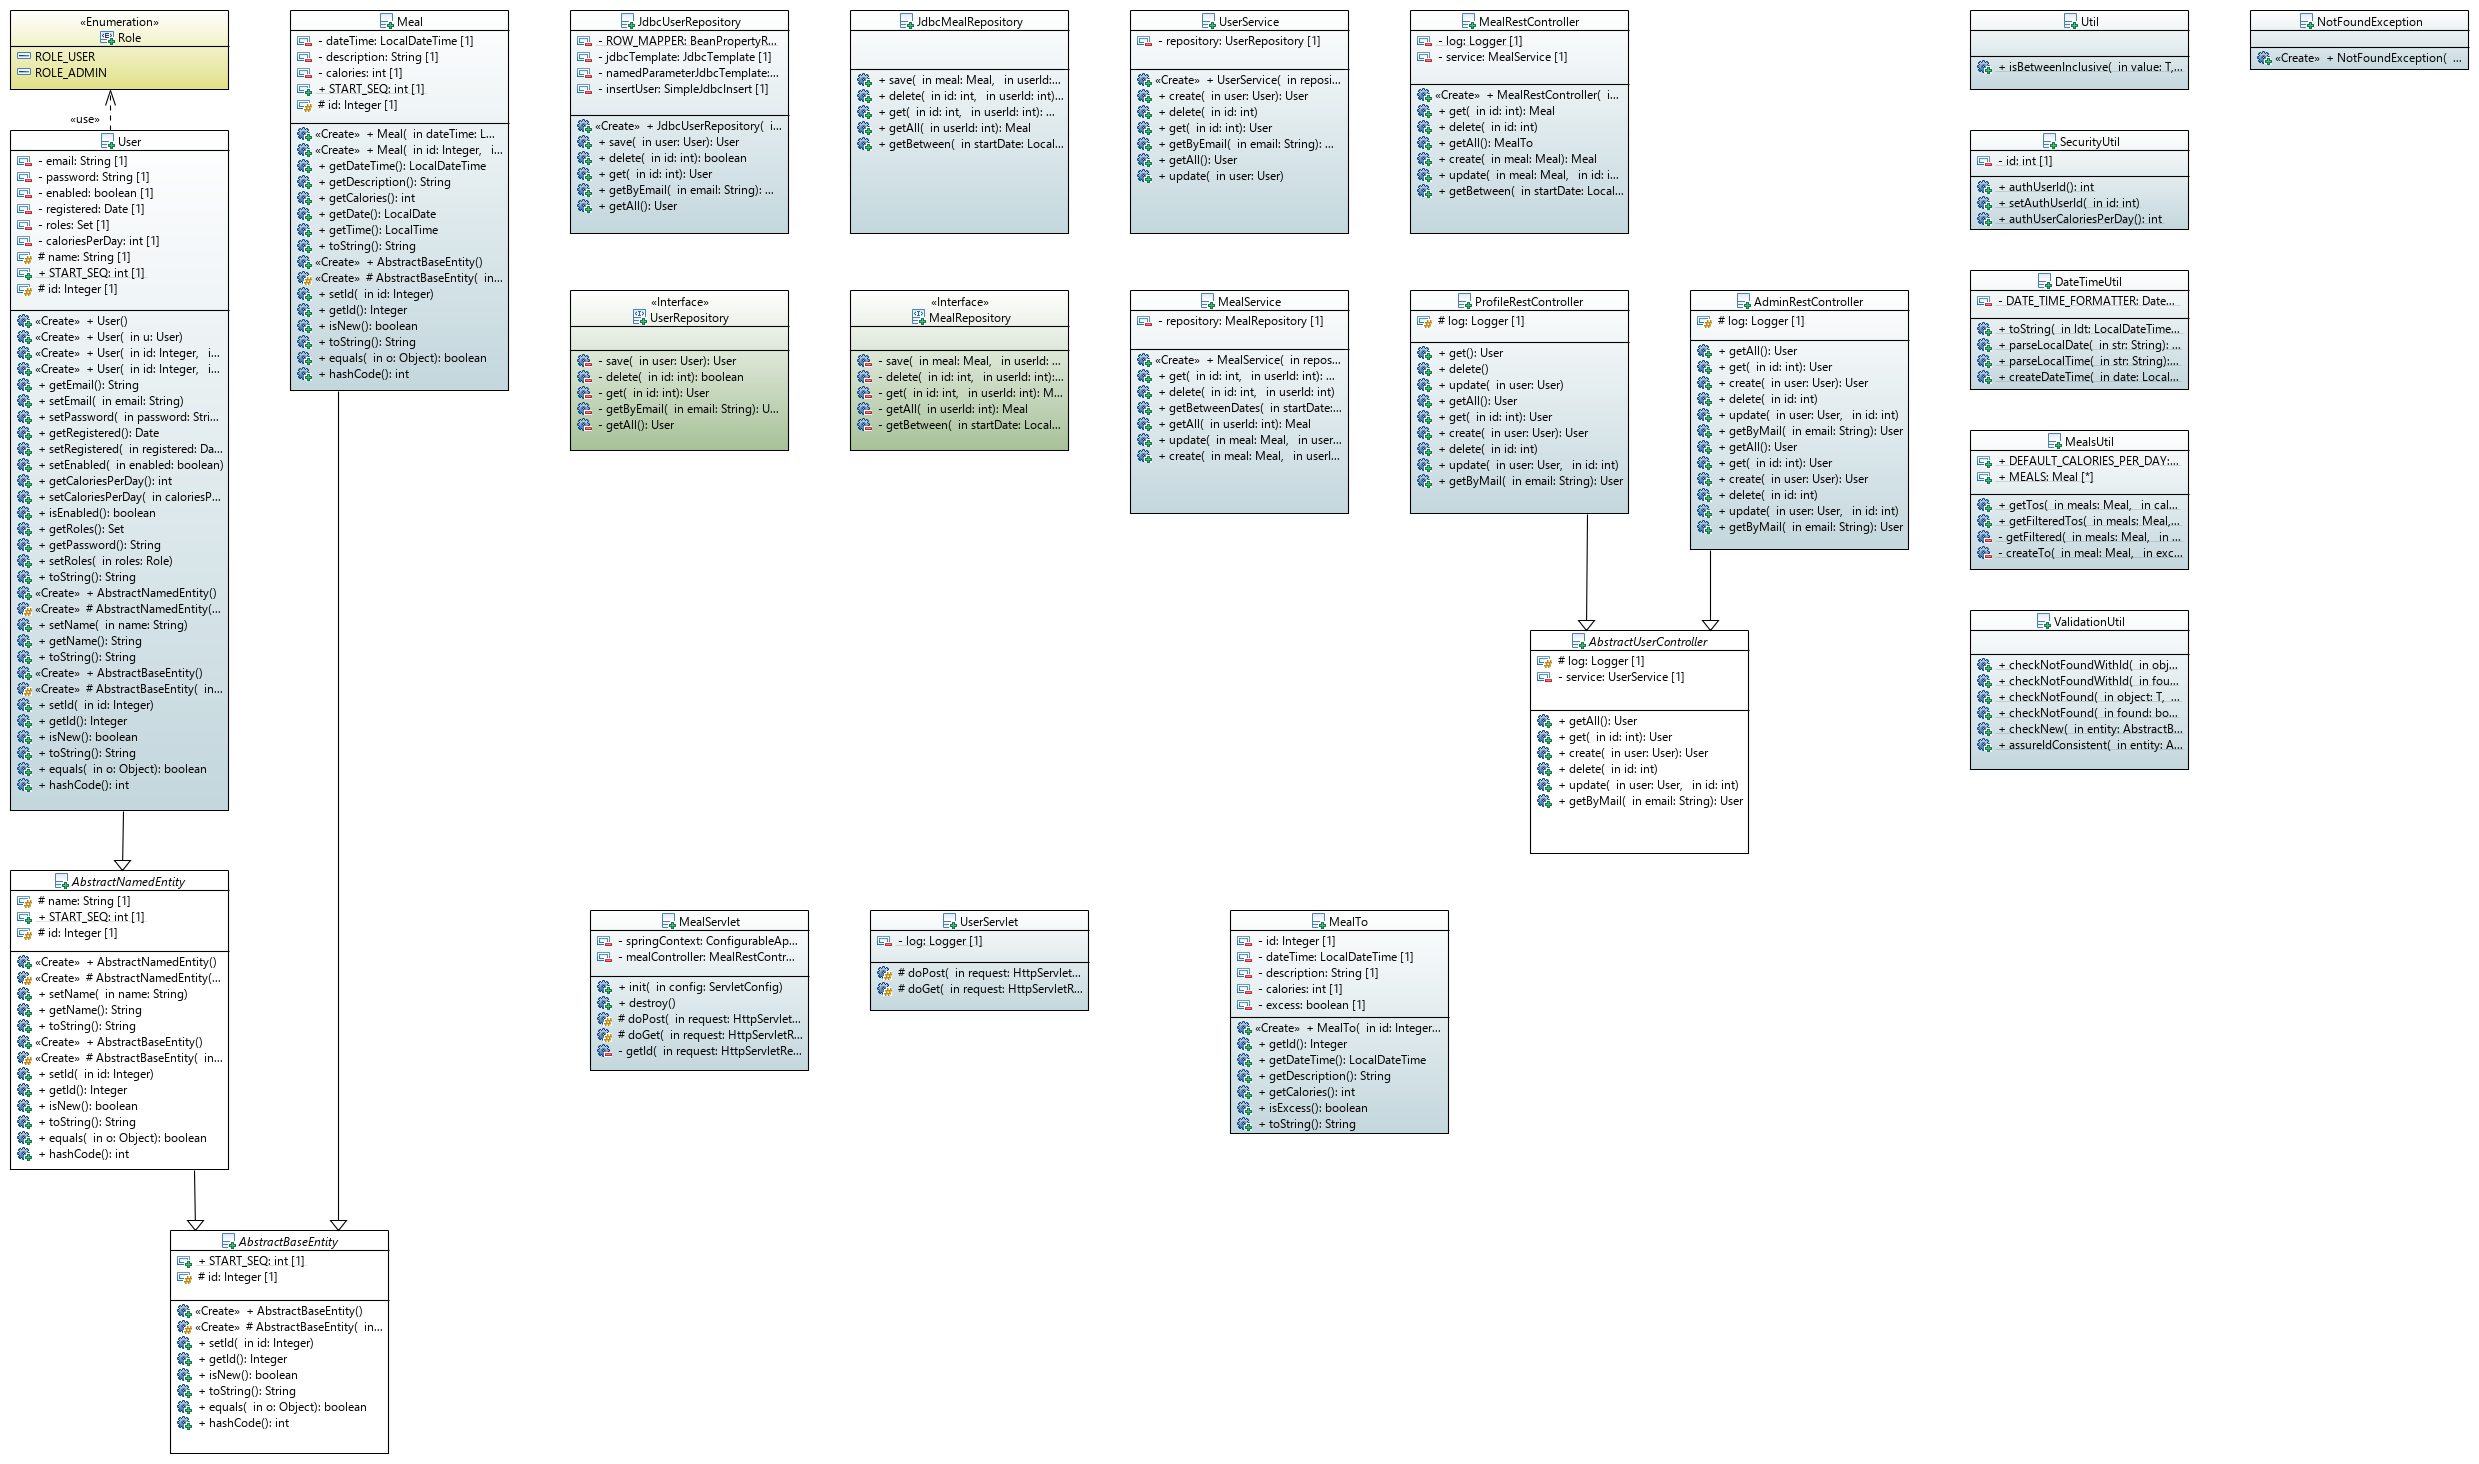 «Enumeration»
Role
ROLE_USER
ROLE_ADMIN
«use»
User
- email: String [1]
- password: String [1]
- enabled: boolean [1]
- registered: Date [1]
- roles: Set [1]
- caloriesPerDay: int [1]
# name: String [1]
+ START_SEQ: int [1]
# id: Integer [1]
«Create» + User()
«Create» + User( in u: User)
«Create» + User( in id: Integer, i...
«Create» + User( in id: Integer, i...
+ getEmail(): String
+ setEmail( in email: String)
+ setPassword( in password: Stri...
+ getRegistered(): Date
+ setRegistered( in registered: Da...
+ setEnabled( in enabled: boolean)
+ getCaloriesPerDay(): int
+ setCaloriesPerDay( in caloriesP...
+ isEnabled(): boolean
+ getRoles(): Set
+ getPassword(): String
+ setRoles( in roles: Role)
+ toString(): String
«Create» + AbstractNamedEntity()
«Create» # AbstractNamedEntity(...
+ setName( in name: String)
+ getName(): String
+ toString(): String
«Create» + AbstractBaseEntity()
«Create» # AbstractBaseEntity( in...
+ setId( in id: Integer)
+ getId(): Integer
+ isNew(): boolean
+ toString(): String
+ equals( in o: Object): boolean
+ hashCode(): int
AbstractNamedEntity
# name: String [1]
+ START_SEQ: int [1]
# id: Integer [1]
«Create» + AbstractNamedEntity()
«Create» # AbstractNamedEntity(...
+ setName( in name: String)
+ getName(): String
+ toString(): String
«Create» + AbstractBaseEntity()
«Create» # AbstractBaseEntity( in...
+ setId( in id: Integer)
+ getId(): Integer
+ isNew(): boolean
+ toString(): String
+ equals( in o: Object): boolean
+ hashCode(): int
AbstractBaseEntity
+ START_SEQ: int [1]
# id: Integer [1]
«Create» + AbstractBaseEntity()
«Create» # AbstractBaseEntity( in...
+ setId( in id: Integer)
+ getId(): Integer
+ isNew(): boolean
+ toString(): String
+ equals( in o: Object): boolean
+ hashCode(): int
Meal
- dateTime: LocalDateTime [1]
- description: String [1]
- calories: int [1]
+ START_SEQ: int [1]
# id: Integer [1]
«Create» + Meal( in dateTime: L...
«Create» + Meal( in id: Integer, i...
+ getDateTime(): LocalDateTime
+ getDescription(): String
+ getCalories(): int
+ getDate(): LocalDate
+ getTime(): LocalTime
+ toString(): String
«Create» + AbstractBaseEntity()
«Create» # AbstractBaseEntity( in...
+ setId( in id: Integer)
+ getId(): Integer
+ isNew(): boolean
+ toString(): String
+ equals( in o: Object): boolean
+ hashCode(): int
JdbcUserRepository
- ROW_MAPPER: BeanPropertyR...
- jdbcTemplate: JdbcTemplate [1]
- namedParameterJdbcTemplate:...
- insertUser: SimpleJdbcInsert [1]
«Create» + JdbcUserRepository( i...
+ save( in user: User): User
+ delete( in id: int): boolean
+ get( in id: int): User
+ getByEmail( in email: String): ...
+ getAll(): User
«Interface»
UserRepository
- save( in user: User): User
- delete( in id: int): boolean
- get( in id: int): User
- getByEmail( in email: String): U...
- getAll(): User
JdbcMealRepository
+ save( in meal: Meal, in userId:...
+ delete( in id: int, in userId: int)...
+ get( in id: int, in userId: int): ...
+ getAll( in userId: int): Meal
+ getBetween( in startDate: Local...
«Interface»
MealRepository
- save( in meal: Meal, in userId: ...
- delete( in id: int, in userId: int):...
- get( in id: int, in userId: int): M...
- getAll( in userId: int): Meal
- getBetween( in startDate: Local...
UserService
- repository: UserRepository [1]
«Create» + UserService( in reposi...
+ create( in user: User): User
+ delete( in id: int)
+ get( in id: int): User
+ getByEmail( in email: String): ...
+ getAll(): User
+ update( in user: User)
MealService
- repository: MealRepository [1]
«Create» + MealService( in repos...
+ get( in id: int, in userId: int): ...
+ delete( in id: int, in userId: int)
+ getBetweenDates( in startDate:...
+ getAll( in userId: int): Meal
+ update( in meal: Meal, in user...
+ create( in meal: Meal, in userI...
MealRestController
- log: Logger [1]
- service: MealService [1]
«Create» + MealRestController( i...
+ get( in id: int): Meal
+ delete( in id: int)
+ getAll(): MealTo
+ create( in meal: Meal): Meal
+ update( in meal: Meal, in id: i...
+ getBetween( in startDate: Local...
ProfileRestController
# log: Logger [1]
+ get(): User
+ delete()
+ update( in user: User)
+ getAll(): User
+ get( in id: int): User
+ create( in user: User): User
+ delete( in id: int)
+ update( in user: User, in id: int)
+ getByMail( in email: String): User
AdminRestController
# log: Logger [1]
+ getAll(): User
+ get( in id: int): User
+ create( in user: User): User
+ delete( in id: int)
+ update( in user: User, in id: int)
+ getByMail( in email: String): User
+ getAll(): User
+ get( in id: int): User
+ create( in user: User): User
+ delete( in id: int)
+ update( in user: User, in id: int)
+ getByMail( in email: String): User
AbstractUserController
# log: Logger [1]
- service: UserService [1]
+ getAll(): User
+ get( in id: int): User
+ create( in user: User): User
+ delete( in id: int)
+ update( in user: User, in id: int)
+ getByMail( in email: String): User
MealServlet
- springContext: ConfigurableAp...
- mealController: MealRestContr...
+ init( in config: ServletConfig)
+ destroy()
# doPost( in request: HttpServlet...
# doGet( in request: HttpServletR...
- getId( in request: HttpServletRe...
UserServlet
- log: Logger [1]
# doPost( in request: HttpServlet...
# doGet( in request: HttpServletR...
MealTo
- id: Integer [1]
- dateTime: LocalDateTime [1]
- description: String [1]
- calories: int [1]
- excess: boolean [1]
«Create» + MealTo( in id: Integer...
+ getId(): Integer
+ getDateTime(): LocalDateTime
+ getDescription(): String
+ getCalories(): int
+ isExcess(): boolean
+ toString(): String
Util
+ isBetweenInclusive( in value: T,...
SecurityUtil
- id: int [1]
+ authUserId(): int
+ setAuthUserId( in id: int)
+ authUserCaloriesPerDay(): int
DateTimeUtil
- DATE_TIME_FORMATTER: Date...
+ toString( in ldt: LocalDateTime...
+ parseLocalDate( in str: String): ...
+ parseLocalTime( in str: String):...
+ createDateTime( in date: Local...
MealsUtil
+ DEFAULT_CALORIES_PER_DAY:...
+ MEALS: Meal [*]
+ getTos( in meals: Meal, in cal...
+ getFilteredTos( in meals: Meal,...
- getFiltered( in meals: Meal, in ...
- createTo( in meal: Meal, in exc...
ValidationUtil
+ checkNotFoundWithId( in obj...
+ checkNotFoundWithId( in fou...
+ checkNotFound( in object: T, ...
+ checkNotFound( in found: bo...
+ checkNew( in entity: AbstractB...
+ assureIdConsistent( in entity: A...
NotFoundException
«Create» + NotFoundException( ...